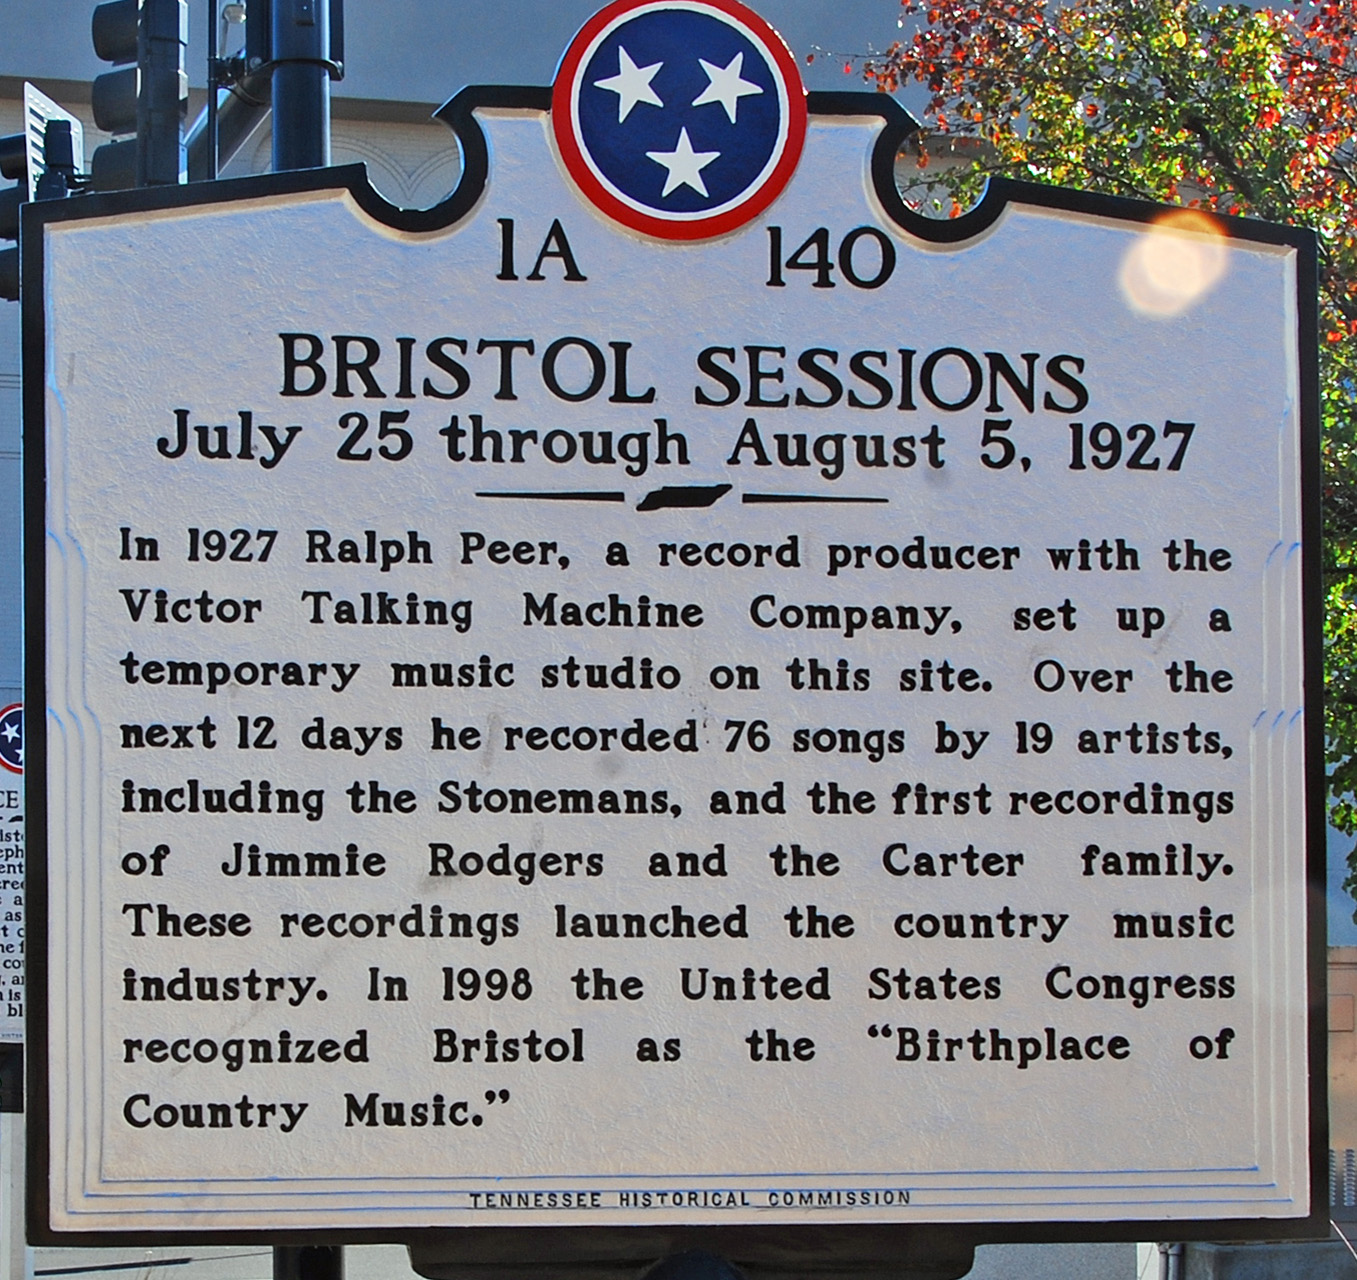 1A 140
BRISTOL SESSIONS
July 25 through August 5, 1927
In 1927 Ralph Peer, a record producer with the
Victor Talking Machine Company, set up a
temporary music studio on this site. Over the
next 12 days he recorded 76 songs by 19 artists,
including the Stonemans, and the first recordings
of Jimmie Rodgers and the Carter family.
These recordings launched the country music
industry. In 1998 the United States Congress
recognized Bristol as the “Birthplace of
Country Music.”
TENNESSEE HISTORICAL COMMISSION